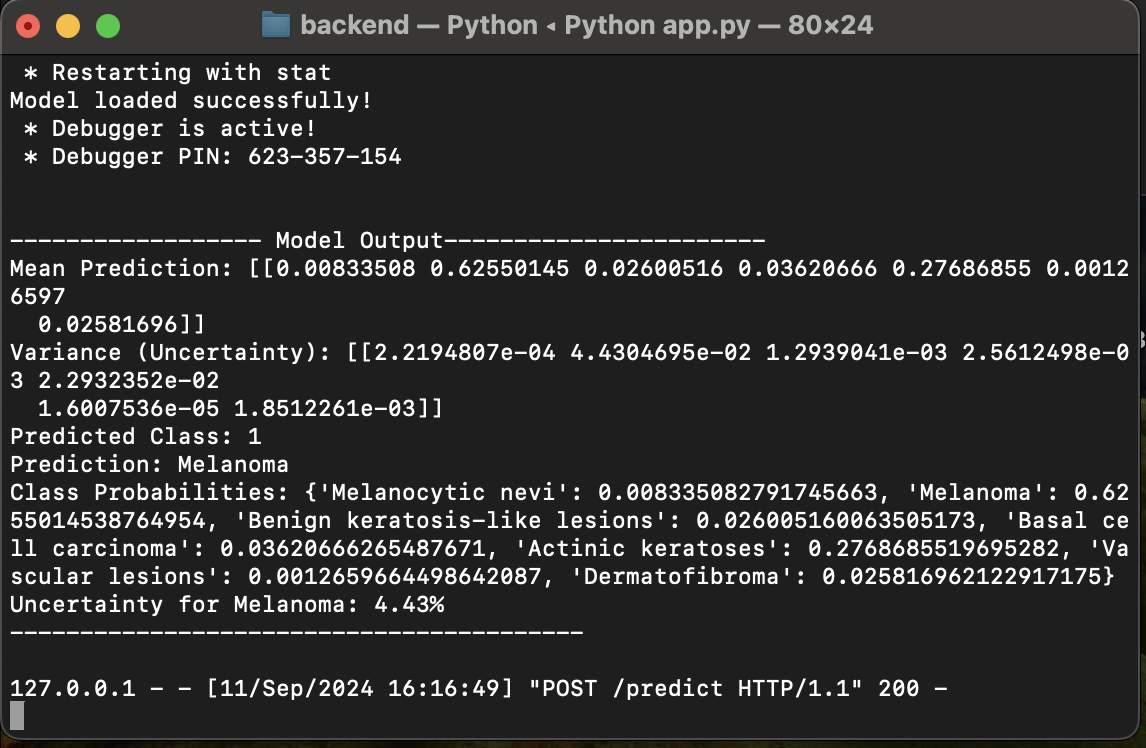 backend — Python ◂ Python app.py — 80×24
 * Restarting with stat
Model loaded successfully!
 * Debugger is active!
 * Debugger PIN: 623-357-154
------------------ Model Output-----------------------
Mean Prediction: [[0.00833508 0.62550145 0.02600516 0.03620666 0.27686855 0.0012
6597
  0.02581696]]
Variance (Uncertainty): [[2.2194807e-04 4.4304695e-02 1.2939041e-03 2.5612498e-0
3 2.2932352e-02
  1.6007536e-05 1.8512261e-03]]
Predicted Class: 1
Prediction: Melanoma
Class Probabilities: {'Melanocytic nevi': 0.008335082791745663, 'Melanoma': 0.62
55014538764954, 'Benign keratosis-like lesions': 0.026005160063505173, 'Basal ce
ll carcinoma': 0.03620666265487671, 'Actinic keratoses': 0.2768685519695282, 'Va
scular lesions': 0.0012659664498642087, 'Dermatofibroma': 0.025816962122917175}
Uncertainty for Melanoma: 4.43%
-----------------------------------------
127.0.0.1 - - [11/Sep/2024 16:16:49] "POST /predict HTTP/1.1" 200 -